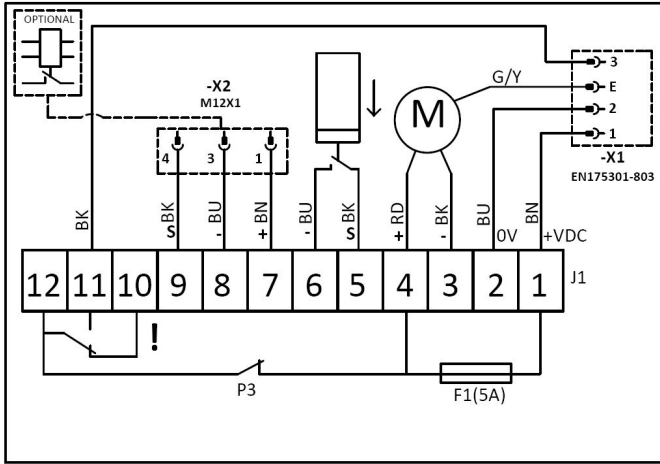 OPTIONAL
-X2
M12X1
4
3
1
M
G/Y
3
E
2
1
-X1
EN175301-803
BK
S BK
- BU
+ BN
- BU
S BK
+ RD
- BK
BU 0V
BN +VDC
12 11 10 9 8 7 6 5 4 3 2 1
J1
!
P3
F1(5A)